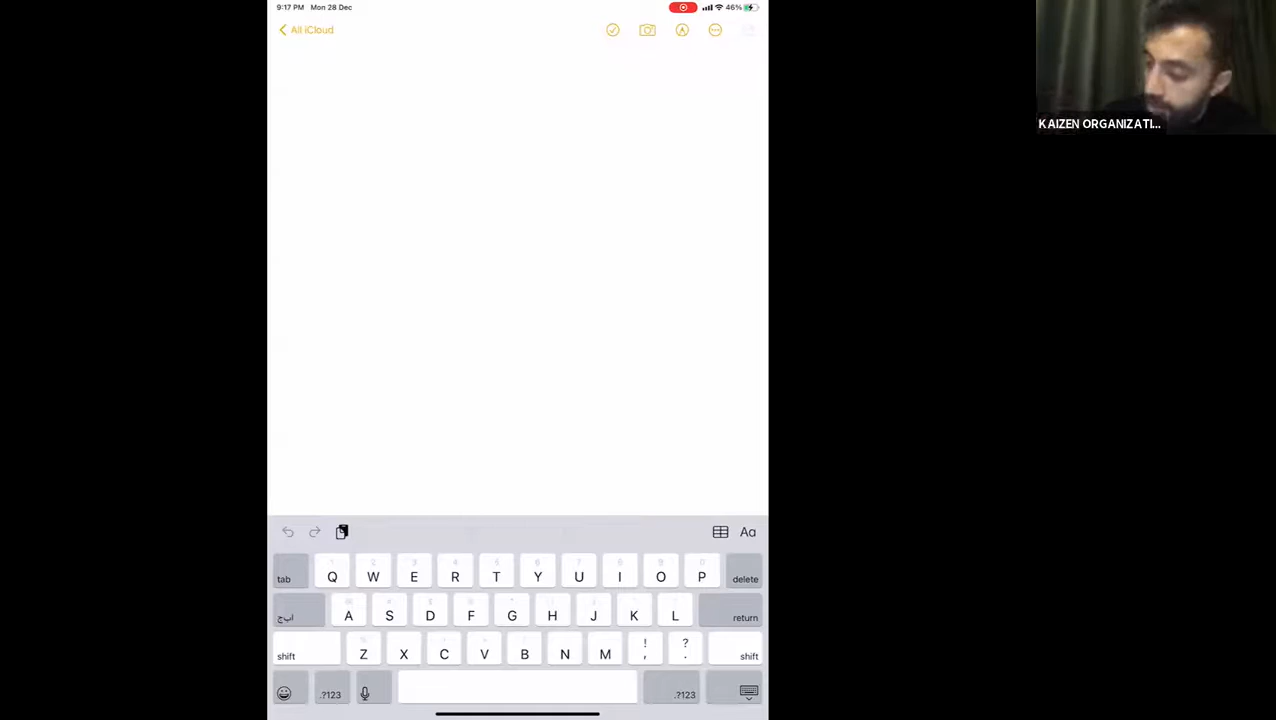 9:17 PM Mon 28 Dec 46%
All iCloud
KAIZEN ORGANIZATI...
Aa
tab Q W E R T Y U I O P delete
ابج A S D F G H J K L return
shift Z X C V B N M ! , ? . shift
.?123 .?123